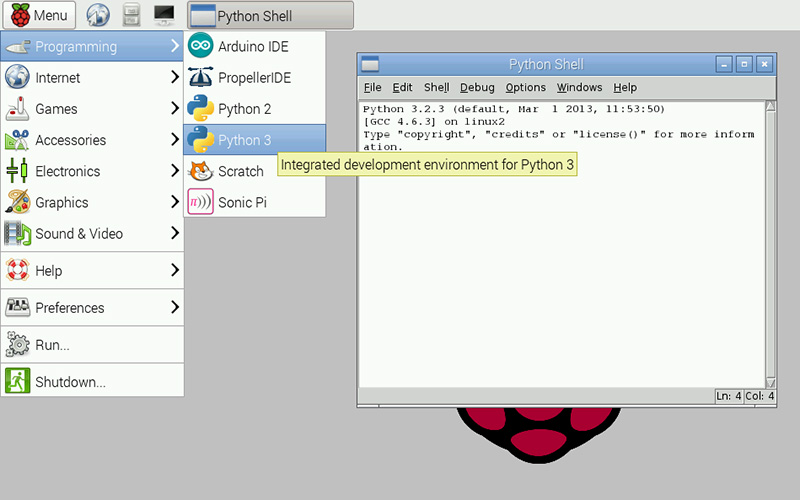 Menu
Python Shell
Programming
Internet
Games
Accessories
Electronics
Graphics
Sound & Video
Help
Preferences
Run...
Shutdown...
Arduino IDE
PropellerIDE
Python 2
Python 3
Scratch
Sonic Pi
Integrated development environment for Python 3
Python Shell
File Edit Shell Debug Options Windows Help
Python 3.2.3 (default, Mar  1 2013, 11:53:50)
[GCC 4.6.3] on linux2
Type "copyright", "credits" or "license()" for more inform
ation.
Ln: 4 Col: 4